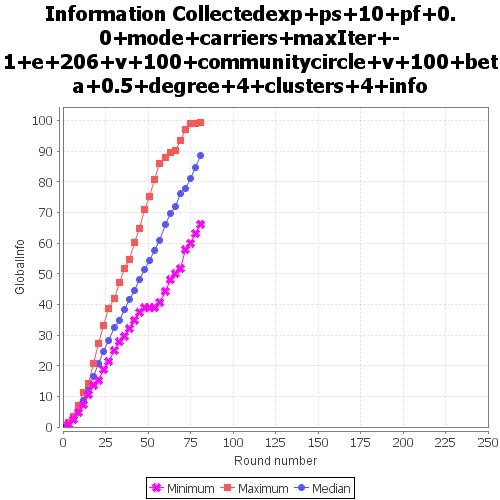 Information Collectedexp+ps+10+pf+0.
0+mode+carriers+maxIter+-
1+e+206+v+100+communitycircle+v+100+bet
a+0.5+degree+4+clusters+4+info
100
90
80
70
60
50
40
30
20
10
0
GlobalInfo
0 25 50 75 100 125 150 175 200 225 250
Round number
Minimum Maximum Median